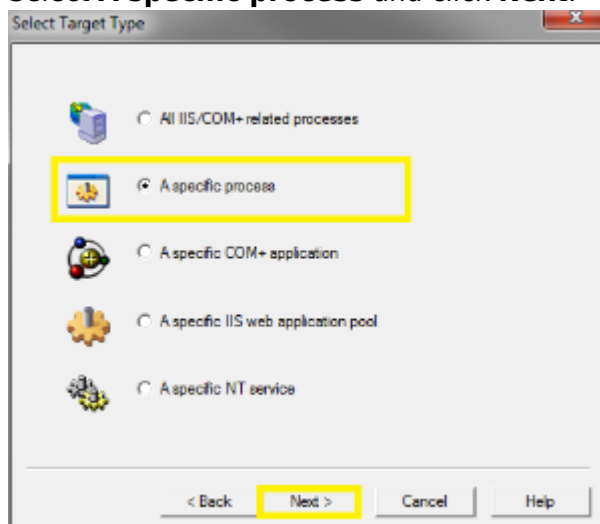 Select A specific process and click Next.
Select Target Type
All IIS/COM+ related processes
A specific process
A specific COM+ application
A specific IIS web application pool
A specific NT service
< Back Next > Cancel Help